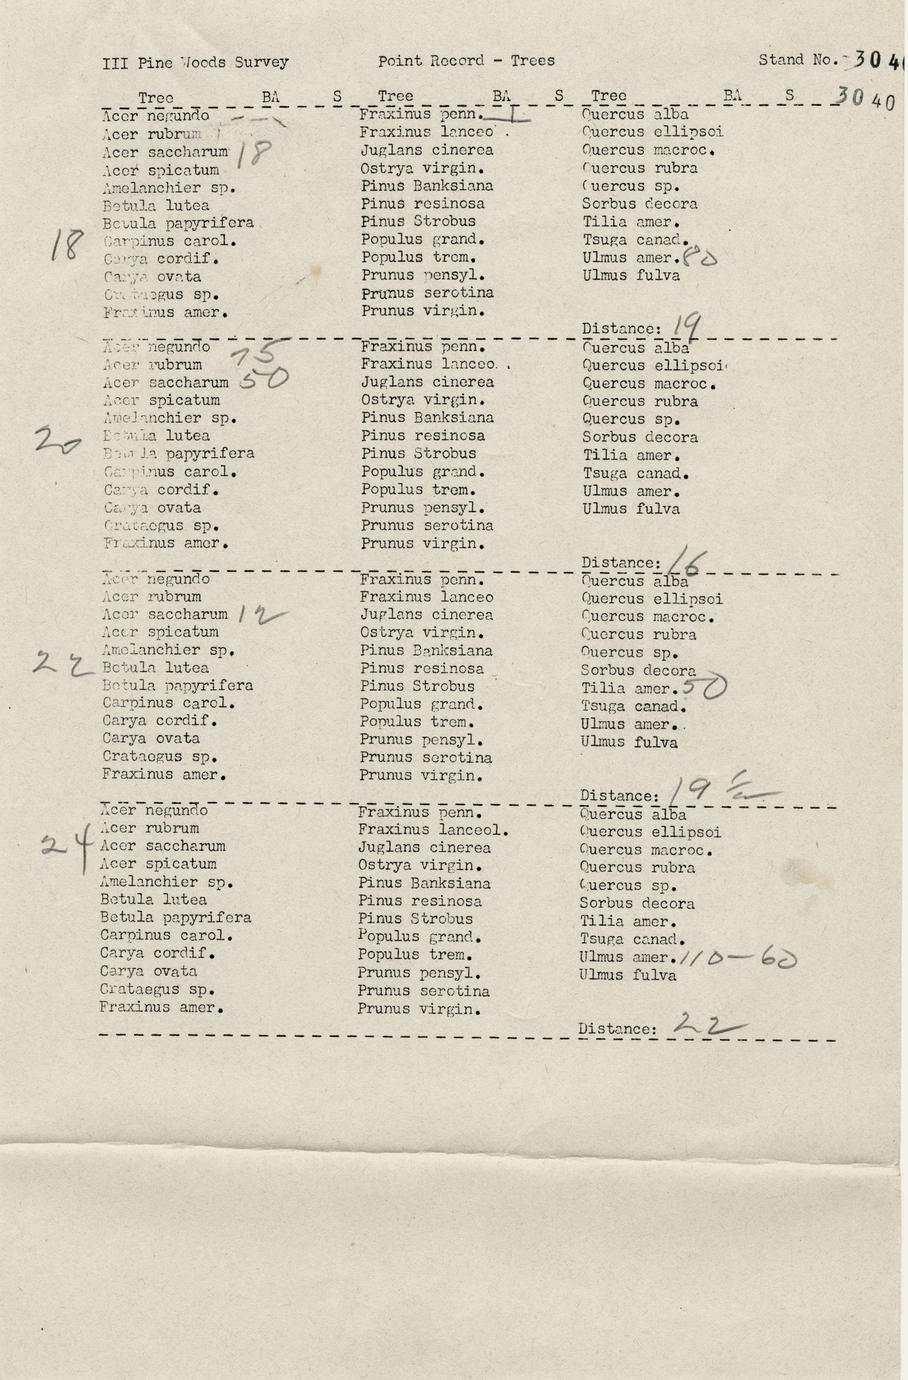 III Pine Woods Survey Point Record - Trees Stand No. 304
Tree BA S Tree BA S Tree BA S 3040
Acer negundo Fraxinus penn. Quercus alba
Acer rubrum Fraxinus lanceo . Quercus ellipsoi
Acer saccharum 18 Juglans cinerea Quercus macroc.
Acer spicatum Ostrya virgin. Quercus rubra
Amelanchier sp. Pinus Banksiana Quercus sp.
Betula lutea Pinus resinosa Sorbus decora
Betula papyrifera Pinus Strobus Tilia amer.
18 Carpinus carol. Populus grand. Tsuga canad.
Carya cordif. Populus trem. Ulmus amer. 80
Carya ovata Prunus pensyl. Ulmus fulva
Crataegus sp. Prunus serotina
Fraxinus amer. Prunus virgin.
Distance: 19
Acer negundo Fraxinus penn. Quercus alba
Acer rubrum 75 Fraxinus lanceo. . Quercus ellipsoi
Acer saccharum 50 Juglans cinerea Quercus macroc.
Acer spicatum Ostrya virgin. Quercus rubra
Amelanchier sp. Pinus Banksiana Quercus sp.
20 Betula lutea Pinus resinosa Sorbus decora
Betula papyrifera Pinus Strobus Tilia amer.
Carpinus carol. Populus grand. Tsuga canad.
Carya cordif. Populus trem. Ulmus amer.
Carya ovata Prunus pensyl. Ulmus fulva
Crataegus sp. Prunus serotina
Fraxinus amer. Prunus virgin.
Distance: 16
Acer negundo Fraxinus penn. Quercus alba
Acer rubrum Fraxinus lanceo Quercus ellipsoi
Acer saccharum 12 Juglans cinerea Quercus macroc.
Acer spicatum Ostrya virgin. Quercus rubra
Amelanchier sp. Pinus Banksiana Quercus sp.
22 Betula lutea Pinus resinosa Sorbus decora
Betula papyrifera Pinus Strobus Tilia amer. 50
Carpinus carol. Populus grand. Tsuga canad.
Carya cordif. Populus trem. Ulmus amer.
Carya ovata Prunus pensyl. Ulmus fulva
Crataegus sp. Prunus serotina
Fraxinus amer. Prunus virgin.
Distance: 19 1/2
Acer negundo Fraxinus penn. Quercus alba
Acer rubrum Fraxinus lanceol. Quercus ellipsoi
24 Acer saccharum Juglans cinerea Quercus macroc.
Acer spicatum Ostrya virgin. Quercus rubra
Amelanchier sp. Pinus Banksiana Quercus sp.
Betula lutea Pinus resinosa Sorbus decora
Betula papyrifera Pinus Strobus Tilia amer.
Carpinus carol. Populus grand. Tsuga canad.
Carya cordif. Populus trem. Ulmus amer. 110-60
Carya ovata Prunus pensyl. Ulmus fulva
Crataegus sp. Prunus serotina
Fraxinus amer. Prunus virgin.
Distance: 22